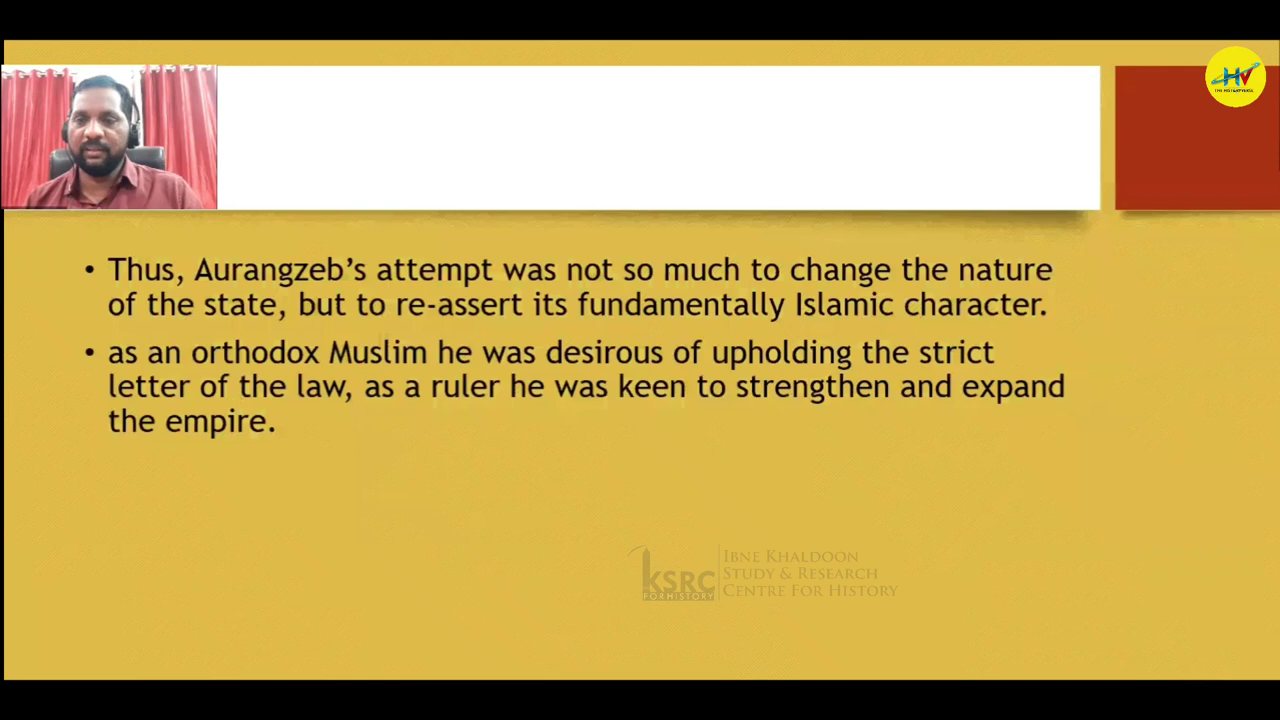 HV
• Thus, Aurangzeb's attempt was not so much to change the nature
of the state, but to re-assert its fundamentally Islamic character.
• as an orthodox Muslim he was desirous of upholding the strict
letter of the law, as a ruler he was keen to strengthen and expand
the empire.
KSRC
FORHISTORY
IBNE KHALDOON
STUDY & RESEARCH
CENTRE FOR HISTORY